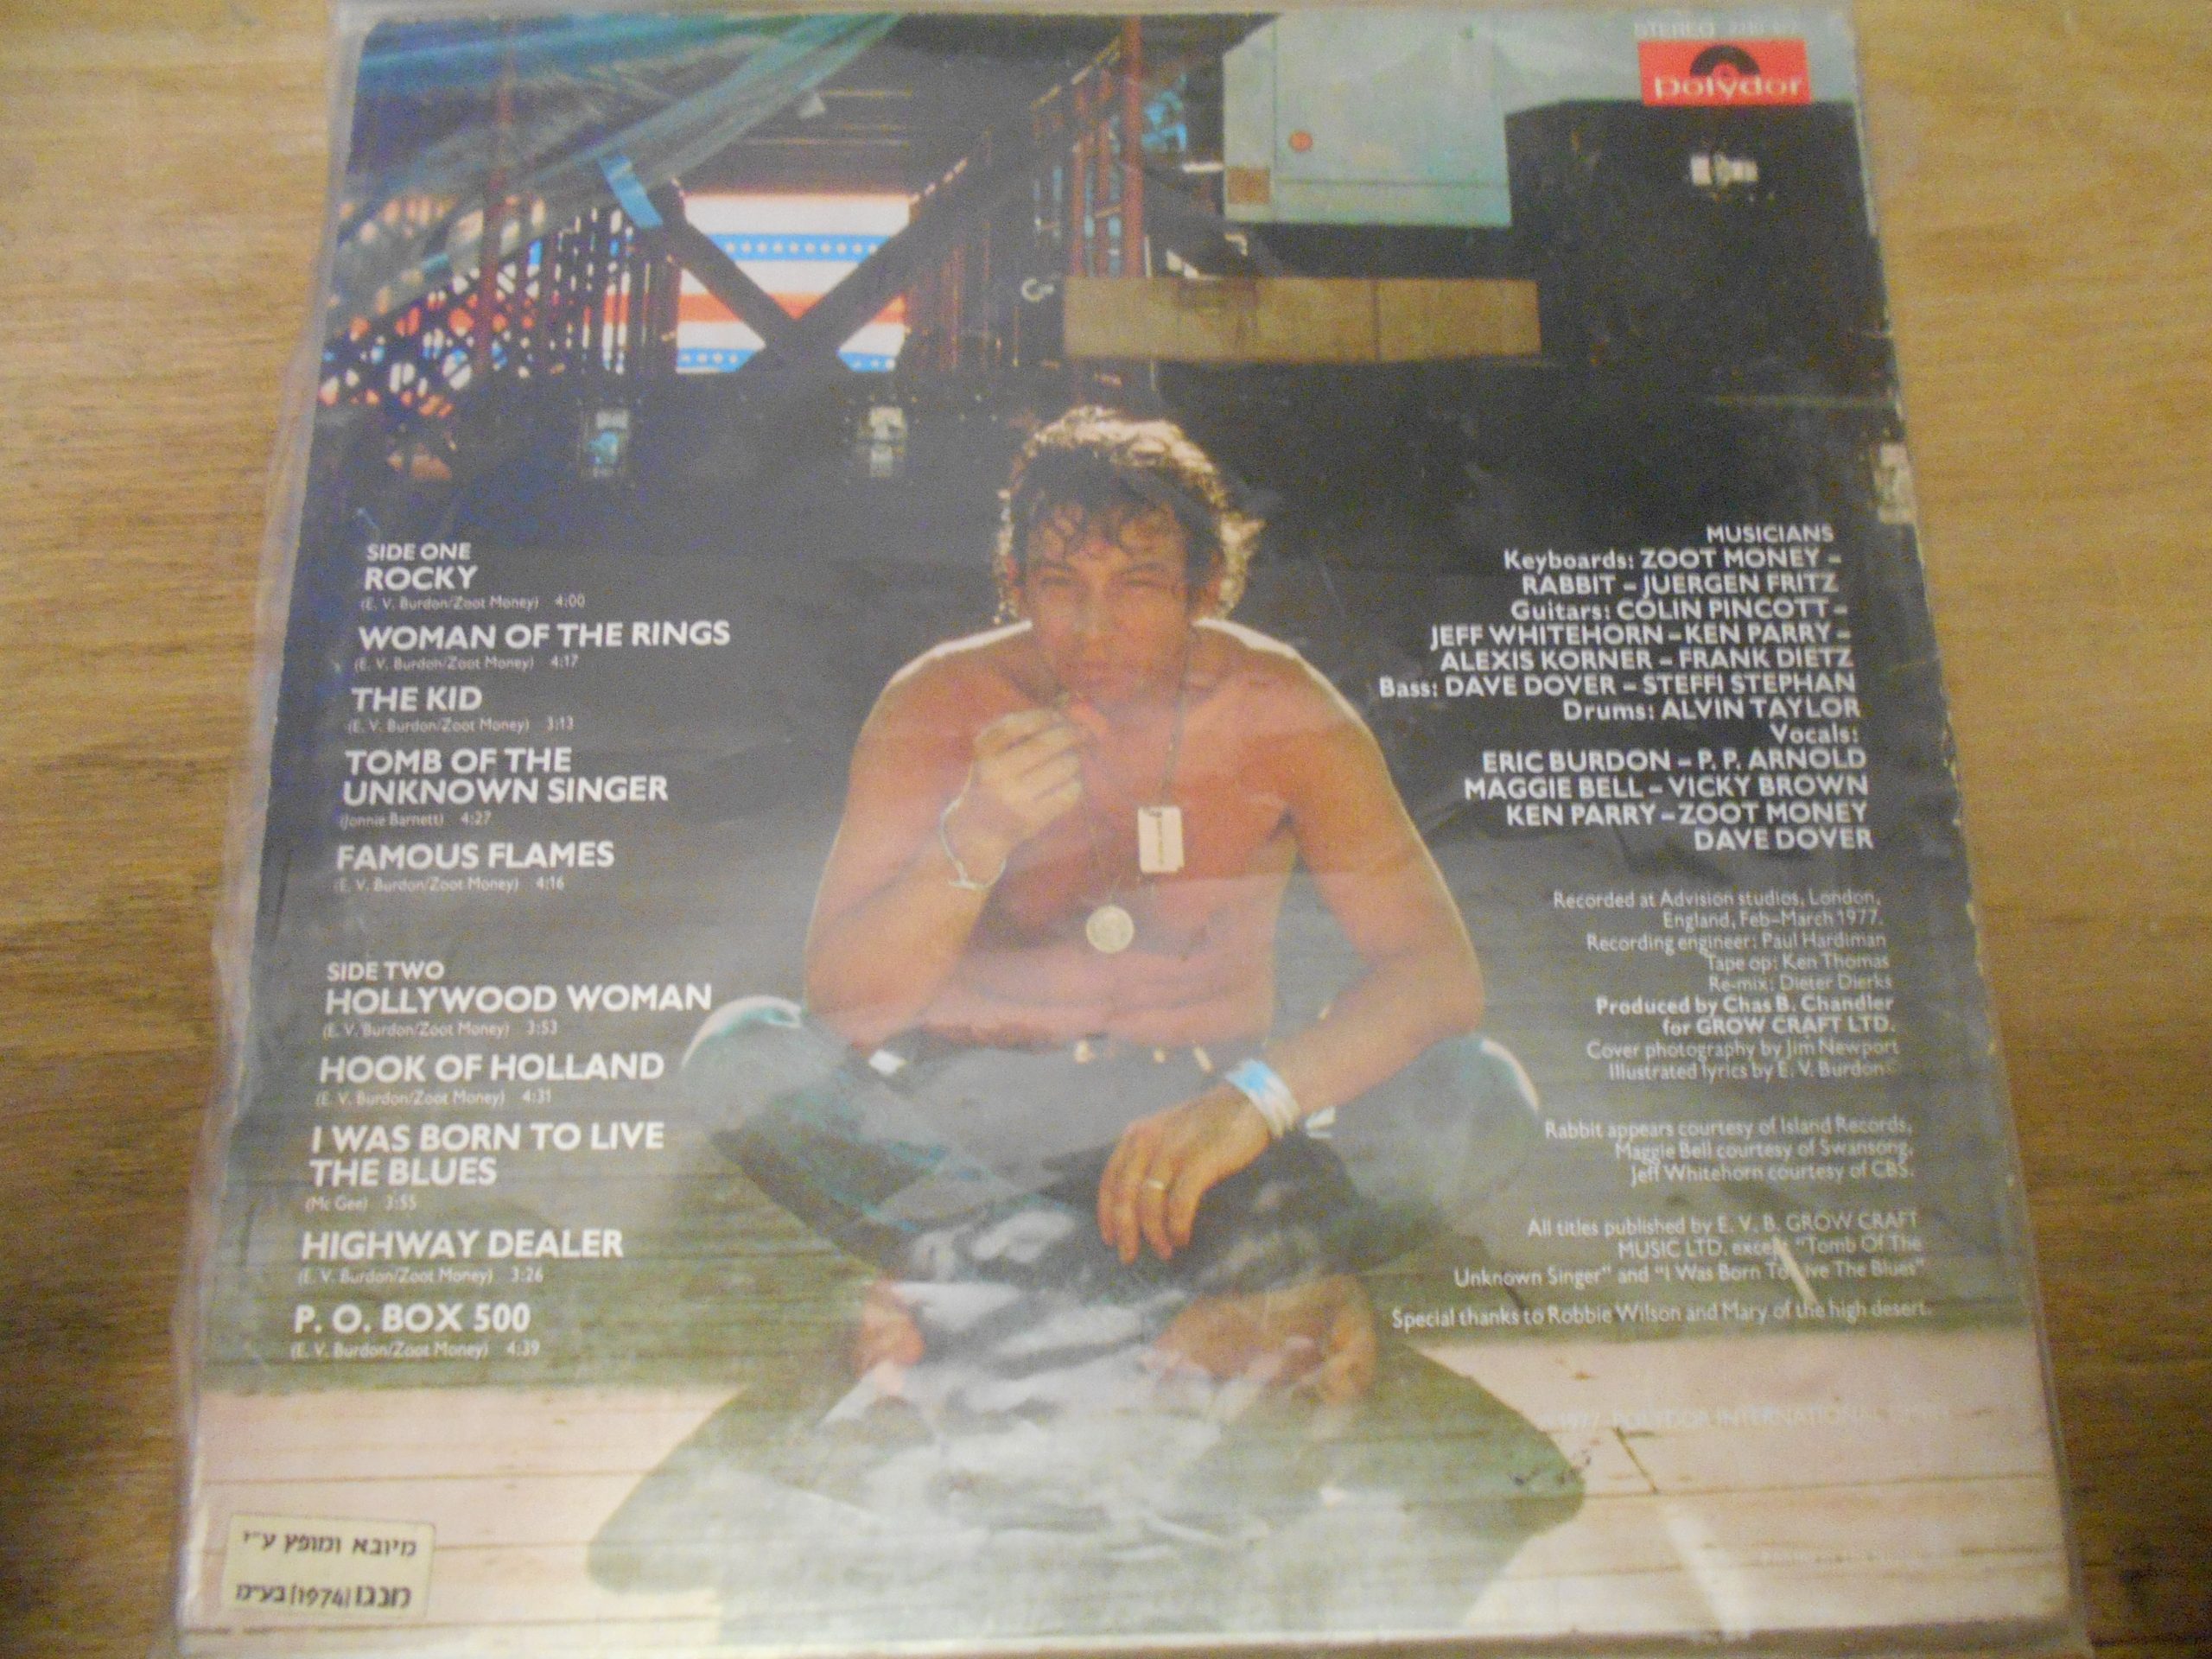 STEREO
polydor
SIDE ONE
ROCKY
(E. V. Burdon/Zoot Money) 4:00
WOMAN OF THE RINGS
(E. V. Burdon/Zoot Money) 4:17
THE KID
(E. V. Burdon/Zoot Money) 3:13
TOMB OF THE
UNKNOWN SINGER
(Jonnie Barnett) 4:27
FAMOUS FLAMES
(E. V. Burdon/Zoot Money) 4:16
SIDE TWO
HOLLYWOOD WOMAN
(E. V. Burdon/Zoot Money) 3:53
HOOK OF HOLLAND
(E. V. Burdon/Zoot Money) 4:31
I WAS BORN TO LIVE
THE BLUES
(Mc Gee) 3:55
HIGHWAY DEALER
(E. V. Burdon/Zoot Money) 3:26
P. O. BOX 500
(E. V. Burdon/Zoot Money) 4:39
MUSICIANS
Keyboards: ZOOT MONEY –
RABBIT – JUERGEN FRITZ
Guitars: COLIN PINCOTT –
JEFF WHITEHORN – KEN PARRY –
ALEXIS KORNER – FRANK DIETZ
Bass: DAVE DOVER – STEFFI STEPHAN
Drums: ALVIN TAYLOR
Vocals:
ERIC BURDON – P. P. ARNOLD
MAGGIE BELL – VICKY BROWN
KEN PARRY – ZOOT MONEY
DAVE DOVER
Recorded at Advision studios, London,
England, Feb–March 1977.
Recording engineer: Paul Hardiman
Tape op: Ken Thomas
Re-mix: Dieter Dierks
Produced by Chas B. Chandler
for GROW CRAFT LTD.
Cover photography by Jim Newport
Illustrated lyrics by E. V. Burdon©
Rabbit appears courtesy of Island Records,
Maggie Bell courtesy of Swansong,
Jeff Whitehorn courtesy of CBS.
All titles published by E. V. B. GROW CRAFT
MUSIC LTD. except "Tomb Of The
Unknown Singer" and "I Was Born To Live The Blues"
Special thanks to Robbie Wilson and Mary of the high desert.
1977 POLYDOR INTERNATIONAL
מיובא ומופץ ע״י
מנגו (1974) בע״מ